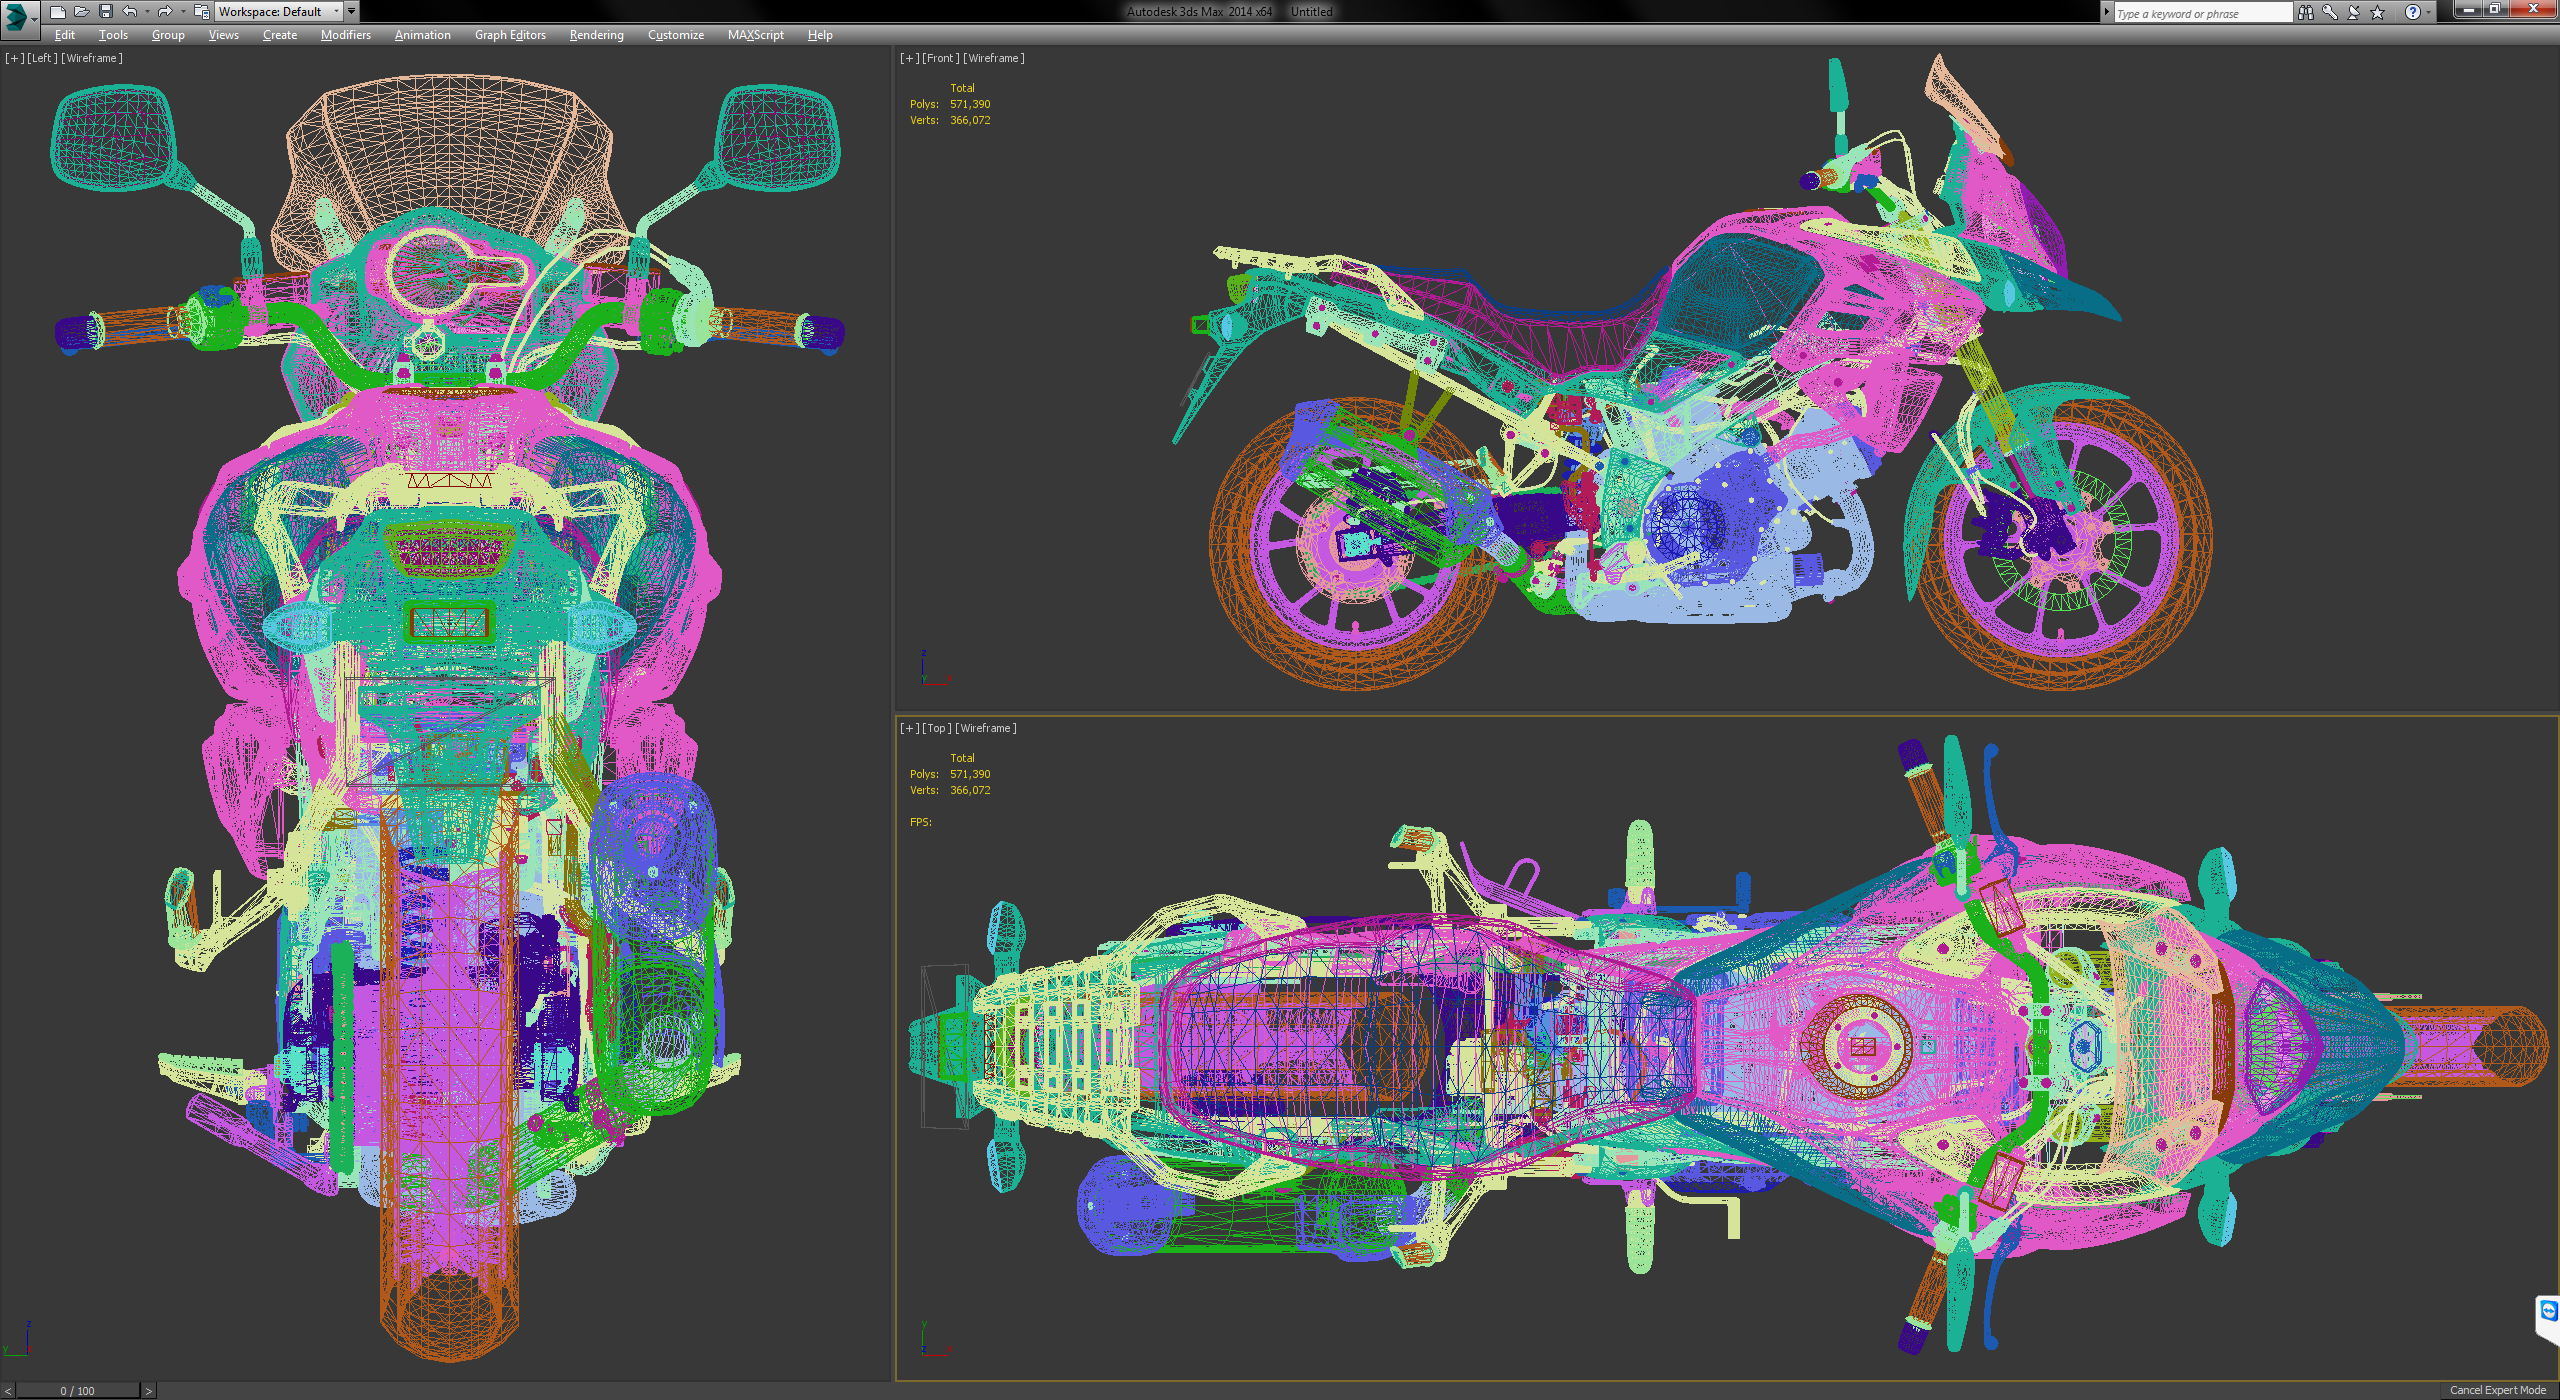 Workspace: Default
Autodesk 3ds Max 2014 x64 Untitled
Type a keyword or phrase
Edit Tools Group Views Create Modifiers Animation Graph Editors Rendering Customize MAXScript Help
[+] [Left] [Wireframe]
[+] [Front] [Wireframe]
Total
Polys: 571,390
Verts: 366,072
z
x
z
y
x
[+] [Top] [Wireframe]
Total
Polys: 571,390
Verts: 366,072
FPS:
y
z
x
< 0 / 100 >
Cancel Expert Mode